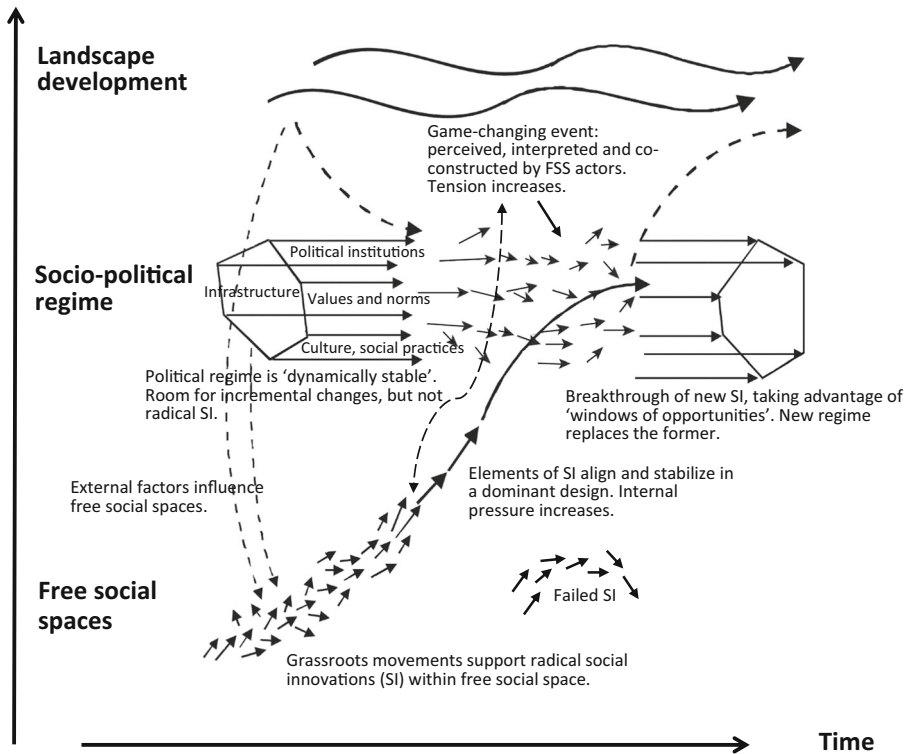 Landscape
development
Game-changing event:
perceived, interpreted and co-
constructed by FSS actors.
Tension increases.
Socio-political
regime
Political institutions
Infrastructure
Values and norms
Culture, social practices
Political regime is ‘dynamically stable’.
Room for incremental changes, but not
radical SI.
Breakthrough of new SI, taking advantage of
‘windows of opportunities’. New regime
replaces the former.
External factors influence
free social spaces.
Elements of SI align and stabilize in
a dominant design. Internal
pressure increases.
Free social
spaces
Failed SI
Grassroots movements support radical social
innovations (SI) within free social space.
Time